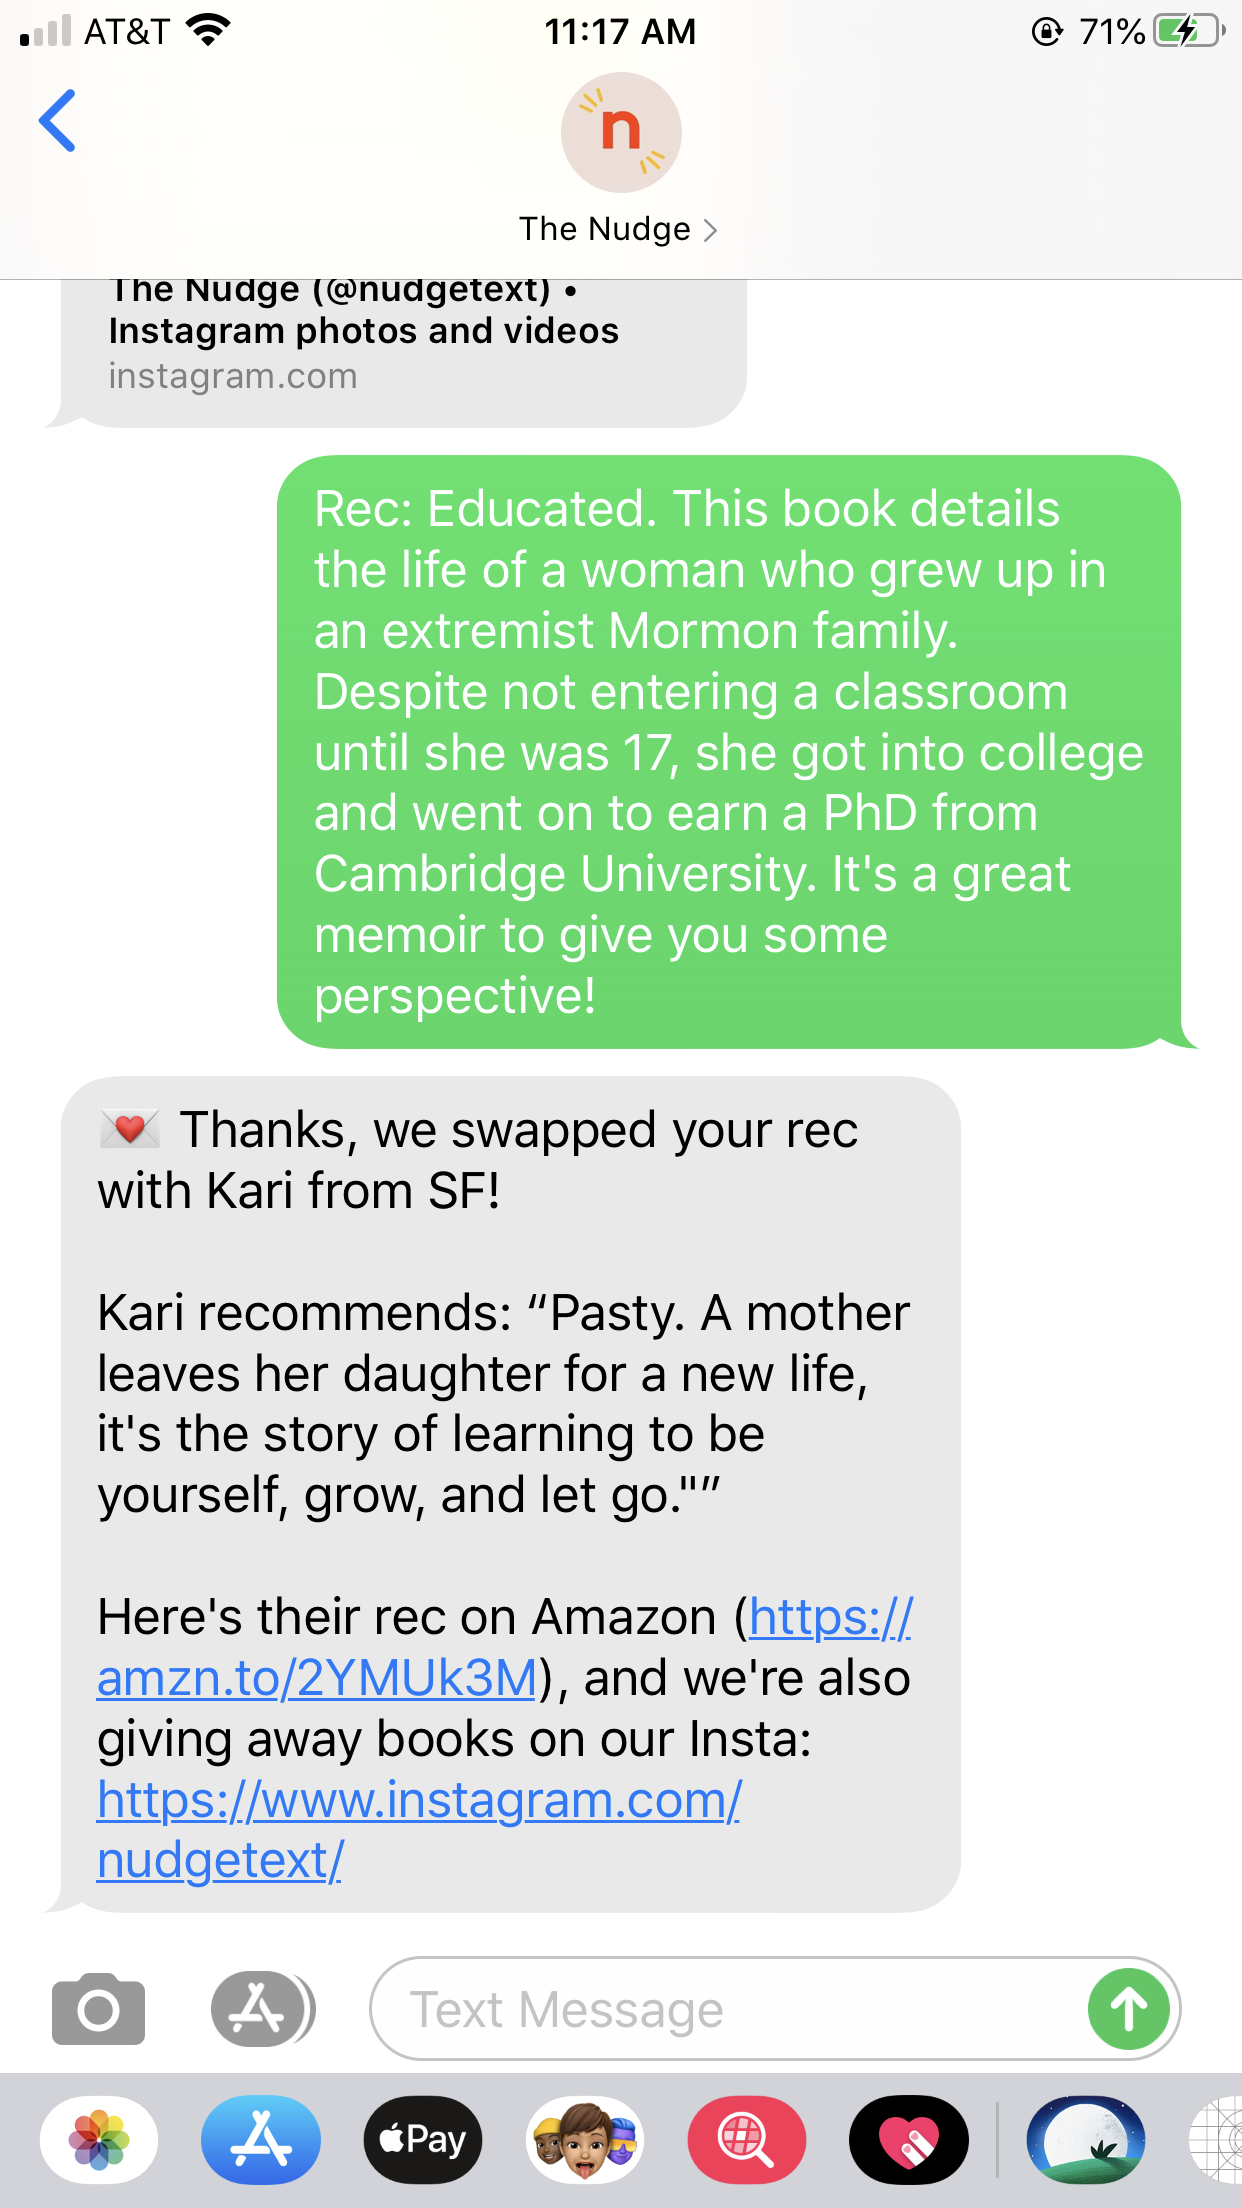 AT&T
11:17 AM
71%
n
The Nudge
The Nudge (@nudgetext) •
Instagram photos and videos
instagram.com
Rec: Educated. This book details
the life of a woman who grew up in
an extremist Mormon family.
Despite not entering a classroom
until she was 17, she got into college
and went on to earn a PhD from
Cambridge University. It's a great
memoir to give you some
perspective!
💌 Thanks, we swapped your rec
with Kari from SF!
Kari recommends: “Pasty. A mother
leaves her daughter for a new life,
it's the story of learning to be
yourself, grow, and let go."”
Here's their rec on Amazon (https://
amzn.to/2YMUk3M), and we're also
giving away books on our Insta:
https://www.instagram.com/
nudgetext/
Text Message
Pay